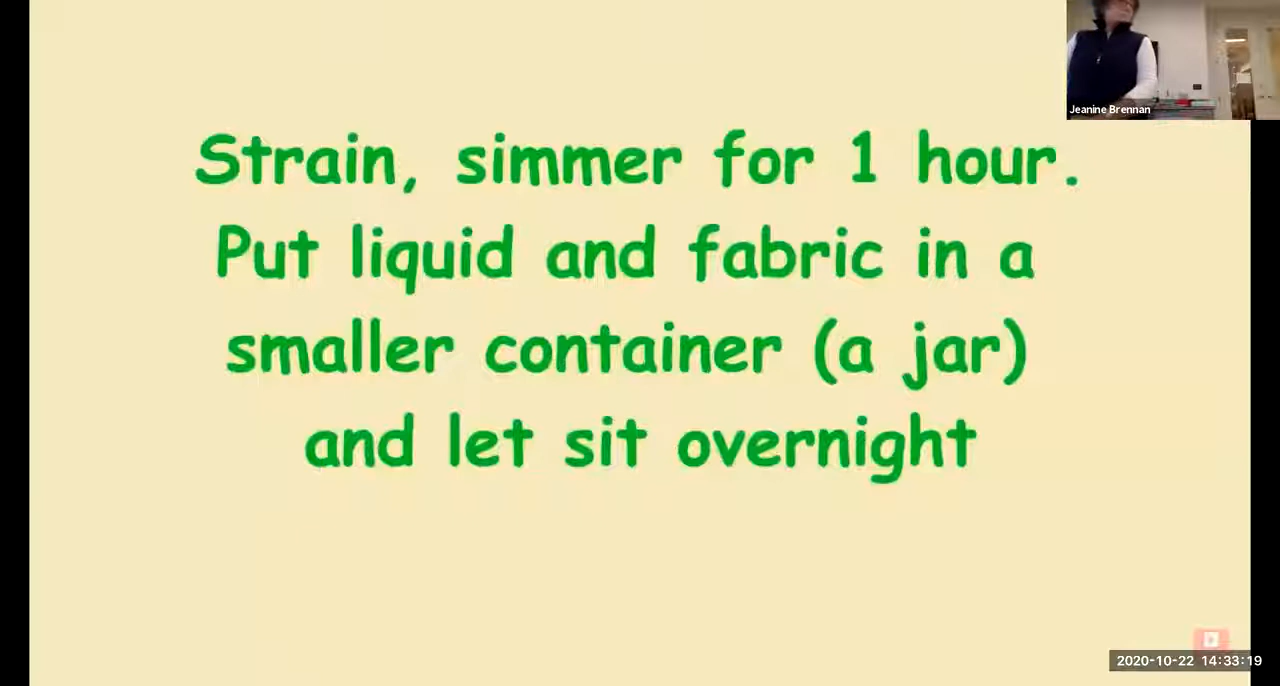 Jeanine Brennan
Strain, simmer for 1 hour.
Put liquid and fabric in a
smaller container (a jar)
and let sit overnight
2020-10-22 14:33:19